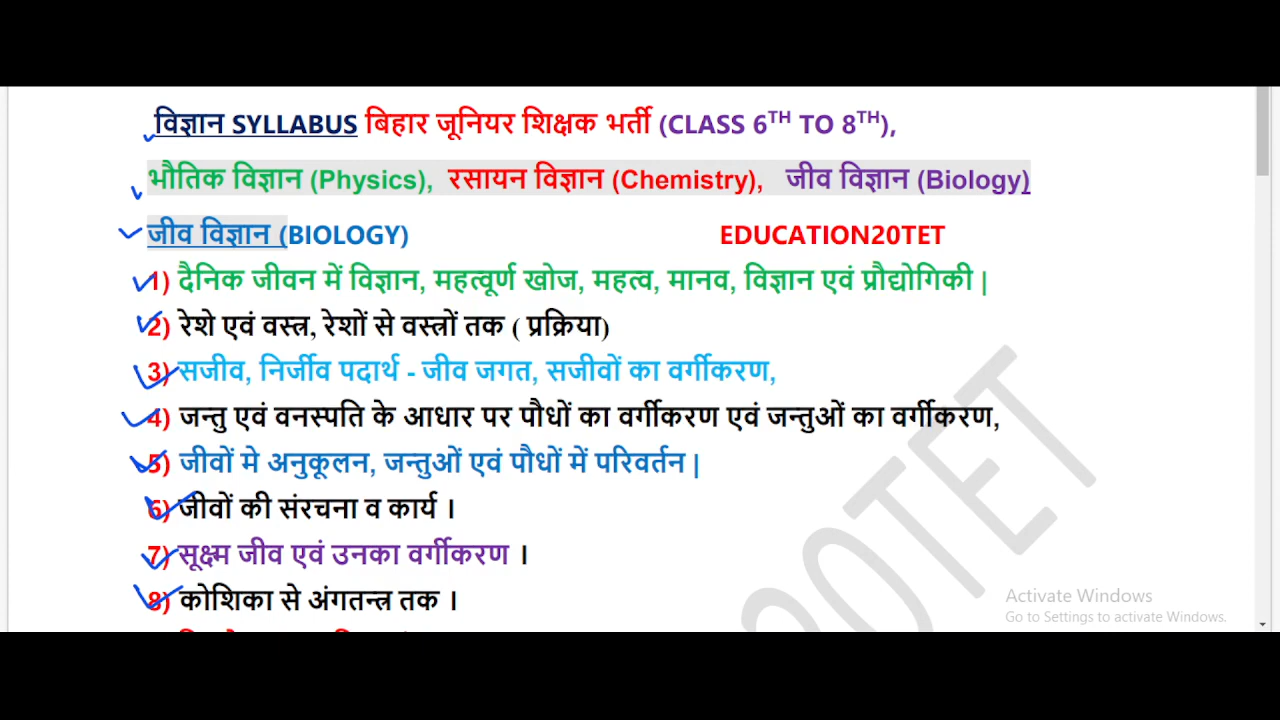 विज्ञान SYLLABUS बिहार जूनियर शिक्षक भर्ती (CLASS 6TH TO 8TH),
भौतिक विज्ञान (Physics), रसायन विज्ञान (Chemistry), जीव विज्ञान (Biology)
जीव विज्ञान (BIOLOGY) EDUCATION20TET
1) दैनिक जीवन में विज्ञान, महत्वूर्ण खोज, महत्व, मानव, विज्ञान एवं प्रौद्योगिकी |
2) रेशे एवं वस्त्र, रेशों से वस्त्रों तक ( प्रक्रिया)
3) सजीव, निर्जीव पदार्थ - जीव जगत, सजीवों का वर्गीकरण,
4) जन्तु एवं वनस्पति के आधार पर पौधों का वर्गीकरण एवं जन्तुओं का वर्गीकरण,
5) जीवों मे अनुकूलन, जन्तुओं एवं पौधों में परिवर्तन |
6) जीवों की संरचना व कार्य ।
7) सूक्ष्म जीव एवं उनका वर्गीकरण ।
8) कोशिका से अंगतन्त्र तक ।
20TET
Activate Windows
Go to Settings to activate Windows.